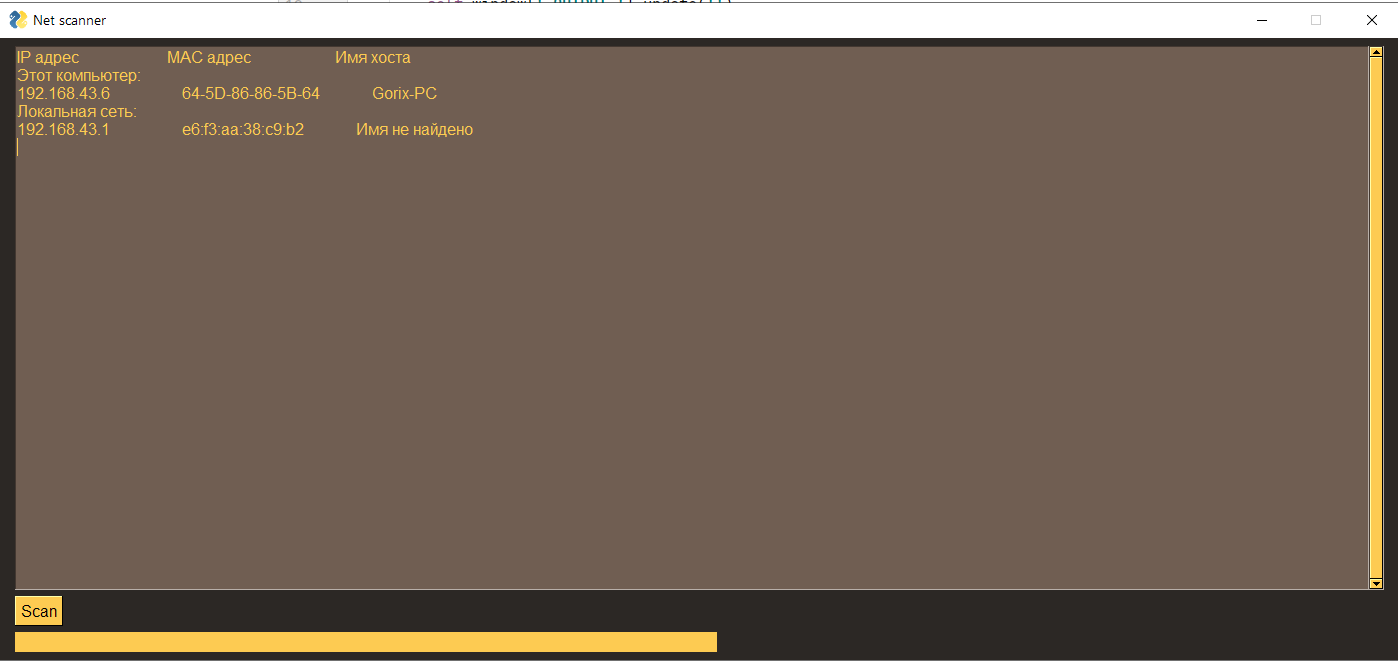 Net scanner
IP адрес MAC адрес Имя хоста
Этот компьютер:
192.168.43.6 64-5D-86-86-5B-64 Gorix-PC
Локальная сеть:
192.168.43.1 e6:f3:aa:38:c9:b2 Имя не найдено
Scan